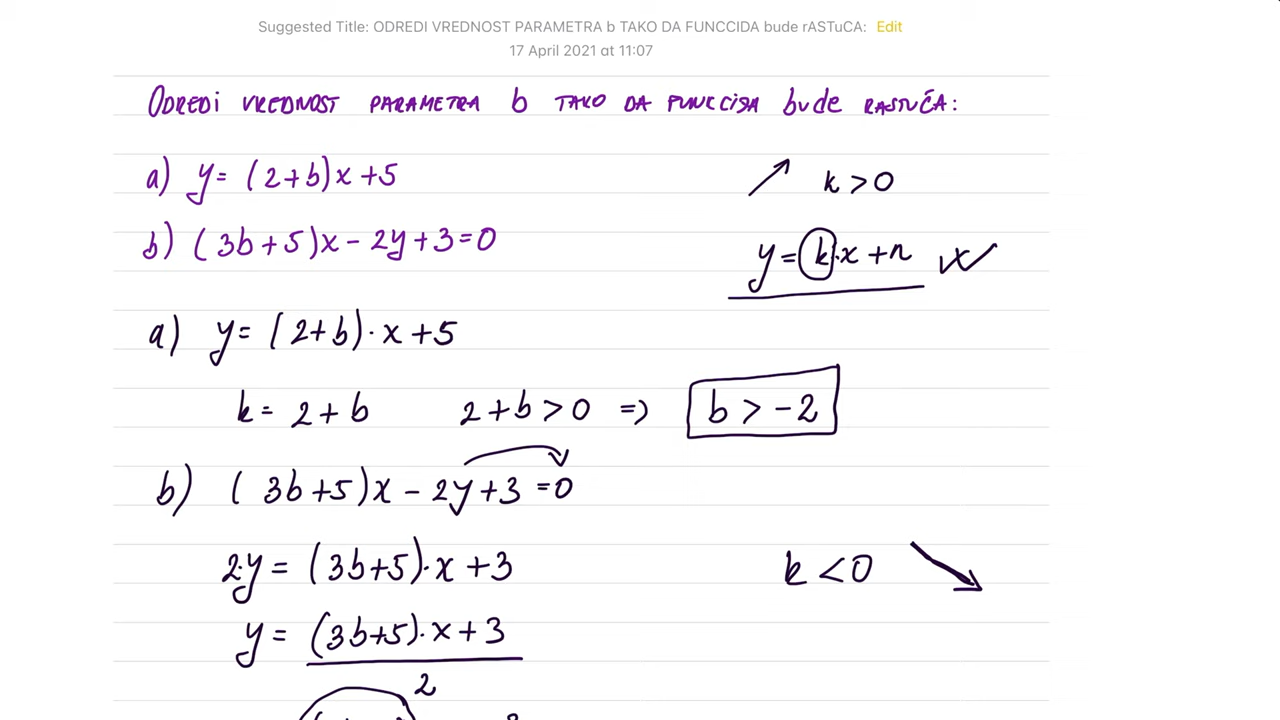 Suggested Title: ODREDI VREDNOST PARAMETRA b TAKO DA FUNCCIDA bude rASTuCA: Edit
17 April 2021 at 11:07
ODREDI VREDNOST PARAMETRA b TAKO DA FUNCCIJA bude RASTUĆA:
a) y = (2+b)x+5
k > 0
b) (3b+5)x - 2y + 3 = 0
y = k·x + n
a) y = (2+b)·x + 5
k = 2 + b 2 + b > 0 => b > -2
b) (3b+5)x - 2y + 3 = 0
2·y = (3b+5)·x + 3
k < 0
y = (3b+5)·x + 3
2